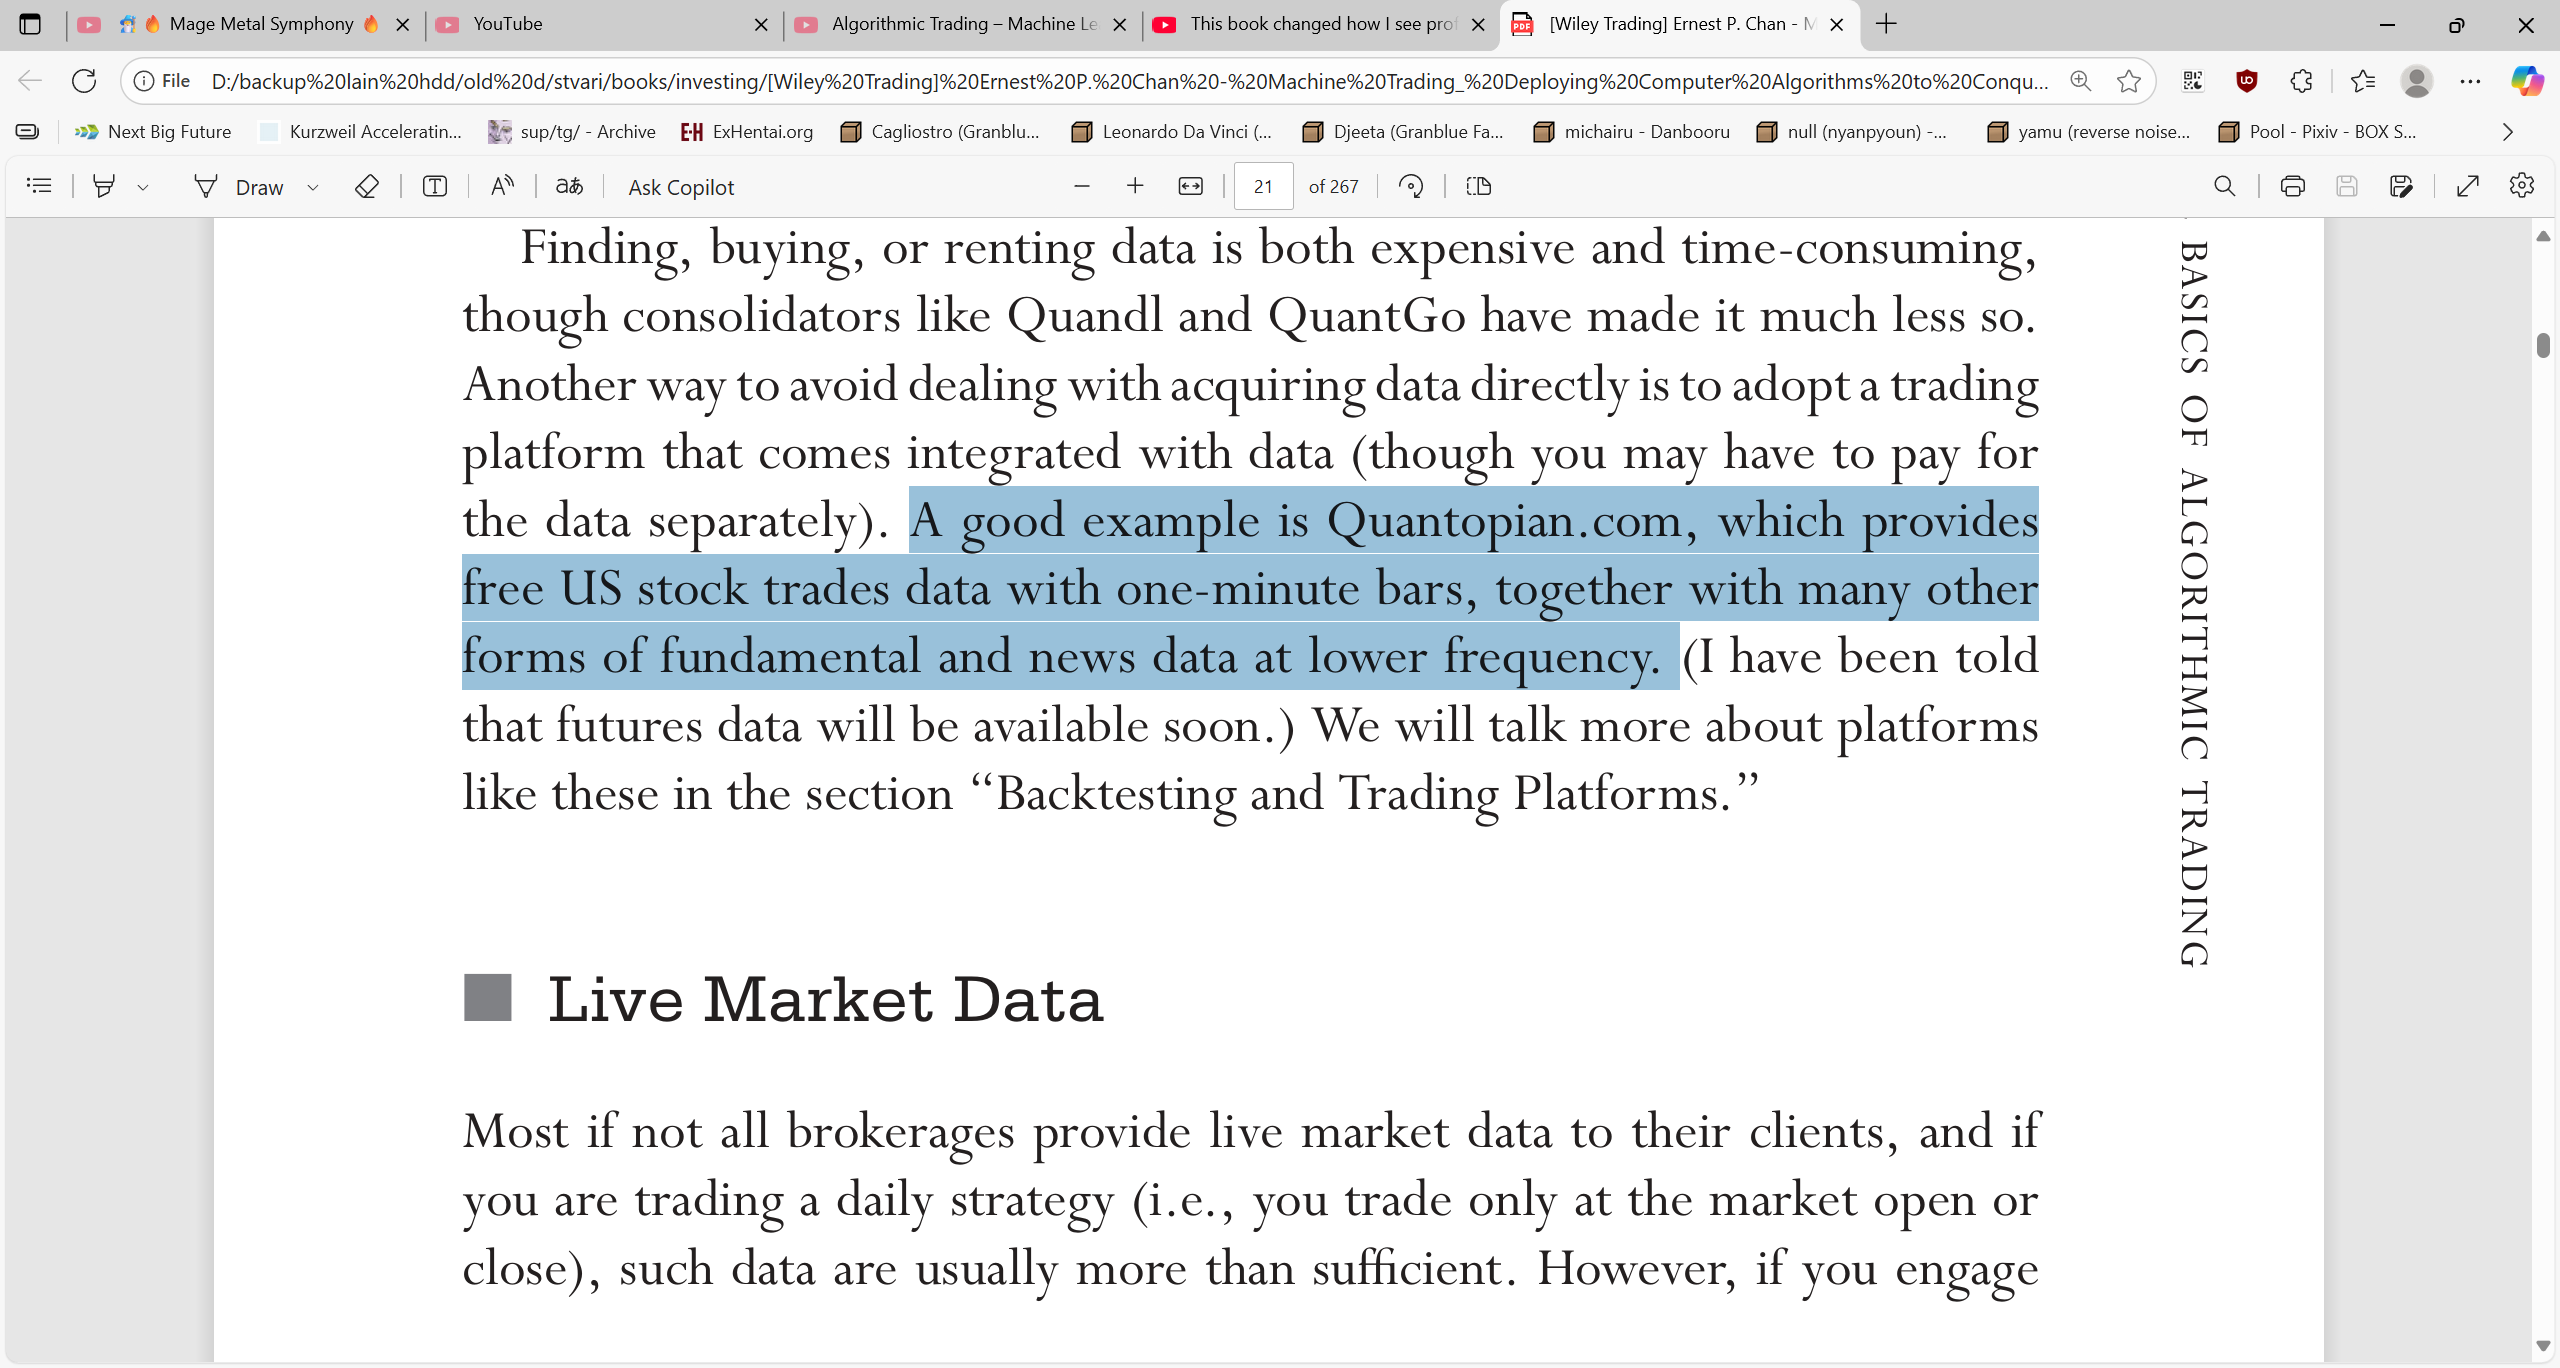 Mage Metal Symphony
YouTube
Algorithmic Trading – Machine Le
This book changed how I see pro
[Wiley Trading] Ernest P. Chan - M
File
D:/backup%20lain%20hdd/old%20d/stvari/books/investing/[Wiley%20Trading]%20Ernest%20P.%20Chan%20-%20Machine%20Trading_%20Deploying%20Computer%20Algorithms%20to%20Conqu...
Next Big Future
Kurzweil Acceleratin...
sup/tg/ - Archive
E-H ExHentai.org
Cagliostro (Granblu...
Leonardo Da Vinci (...
Djeeta (Granblue Fa...
michairu - Danbooru
null (nyanpyoun) -...
yamu (reverse noise...
Pool - Pixiv - BOX S...
Draw
Ask Copilot
21 of 267
Finding, buying, or renting data is both expensive and time-consuming,
though consolidators like Quandl and QuantGo have made it much less so.
Another way to avoid dealing with acquiring data directly is to adopt a trading
platform that comes integrated with data (though you may have to pay for
the data separately). A good example is Quantopian.com, which provides
free US stock trades data with one-minute bars, together with many other
forms of fundamental and news data at lower frequency. (I have been told
that futures data will be available soon.) We will talk more about platforms
like these in the section “Backtesting and Trading Platforms.”
Live Market Data
Most if not all brokerages provide live market data to their clients, and if
you are trading a daily strategy (i.e., you trade only at the market open or
close), such data are usually more than sufficient. However, if you engage
BASICS OF ALGORITHMIC TRADING